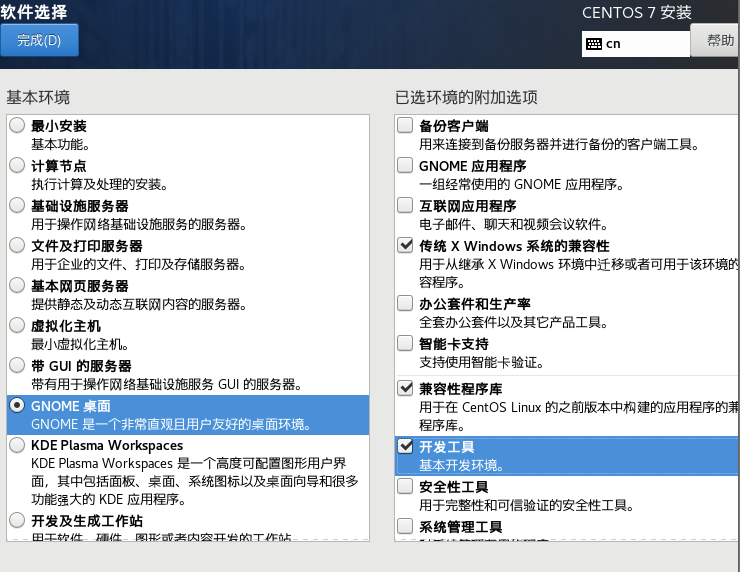 软件选择
CENTOS 7 安装
完成(D)
cn
帮助
基本环境
最小安装
基本功能。
计算节点
执行计算及处理的安装。
基础设施服务器
用于操作网络基础设施服务的服务器。
文件及打印服务器
用于企业的文件、打印及存储服务器。
基本网页服务器
提供静态及动态互联网内容的服务器。
虚拟化主机
最小虚拟化主机。
带 GUI 的服务器
带有用于操作网络基础设施服务 GUI 的服务器。
GNOME 桌面
GNOME 是一个非常直观且用户友好的桌面环境。
KDE Plasma Workspaces
KDE Plasma Workspaces 是一个高度可配置图形用户界
面，其中包括面板、桌面、系统图标以及桌面向导和很多
功能强大的 KDE 应用程序。
开发及生成工作站
用于软件、硬件、图形或者内容开发的工作站
已选环境的附加选项
备份客户端
用来连接到备份服务器并进行备份的客户端工具。
GNOME 应用程序
一组经常使用的 GNOME 应用程序。
互联网应用程序
电子邮件、聊天和视频会议软件。
传统 X Windows 系统的兼容性
用于从继承 X Windows 环境中迁移或者可用于该环境的
容程序。
办公套件和生产率
全套办公套件以及其它产品工具。
智能卡支持
支持使用智能卡验证。
兼容性程序库
用于在 CentOS Linux 的之前版本中构建的应用程序的兼
程序库。
开发工具
基本开发环境。
安全性工具
用于完整性和可信验证的安全性工具。
系统管理工具